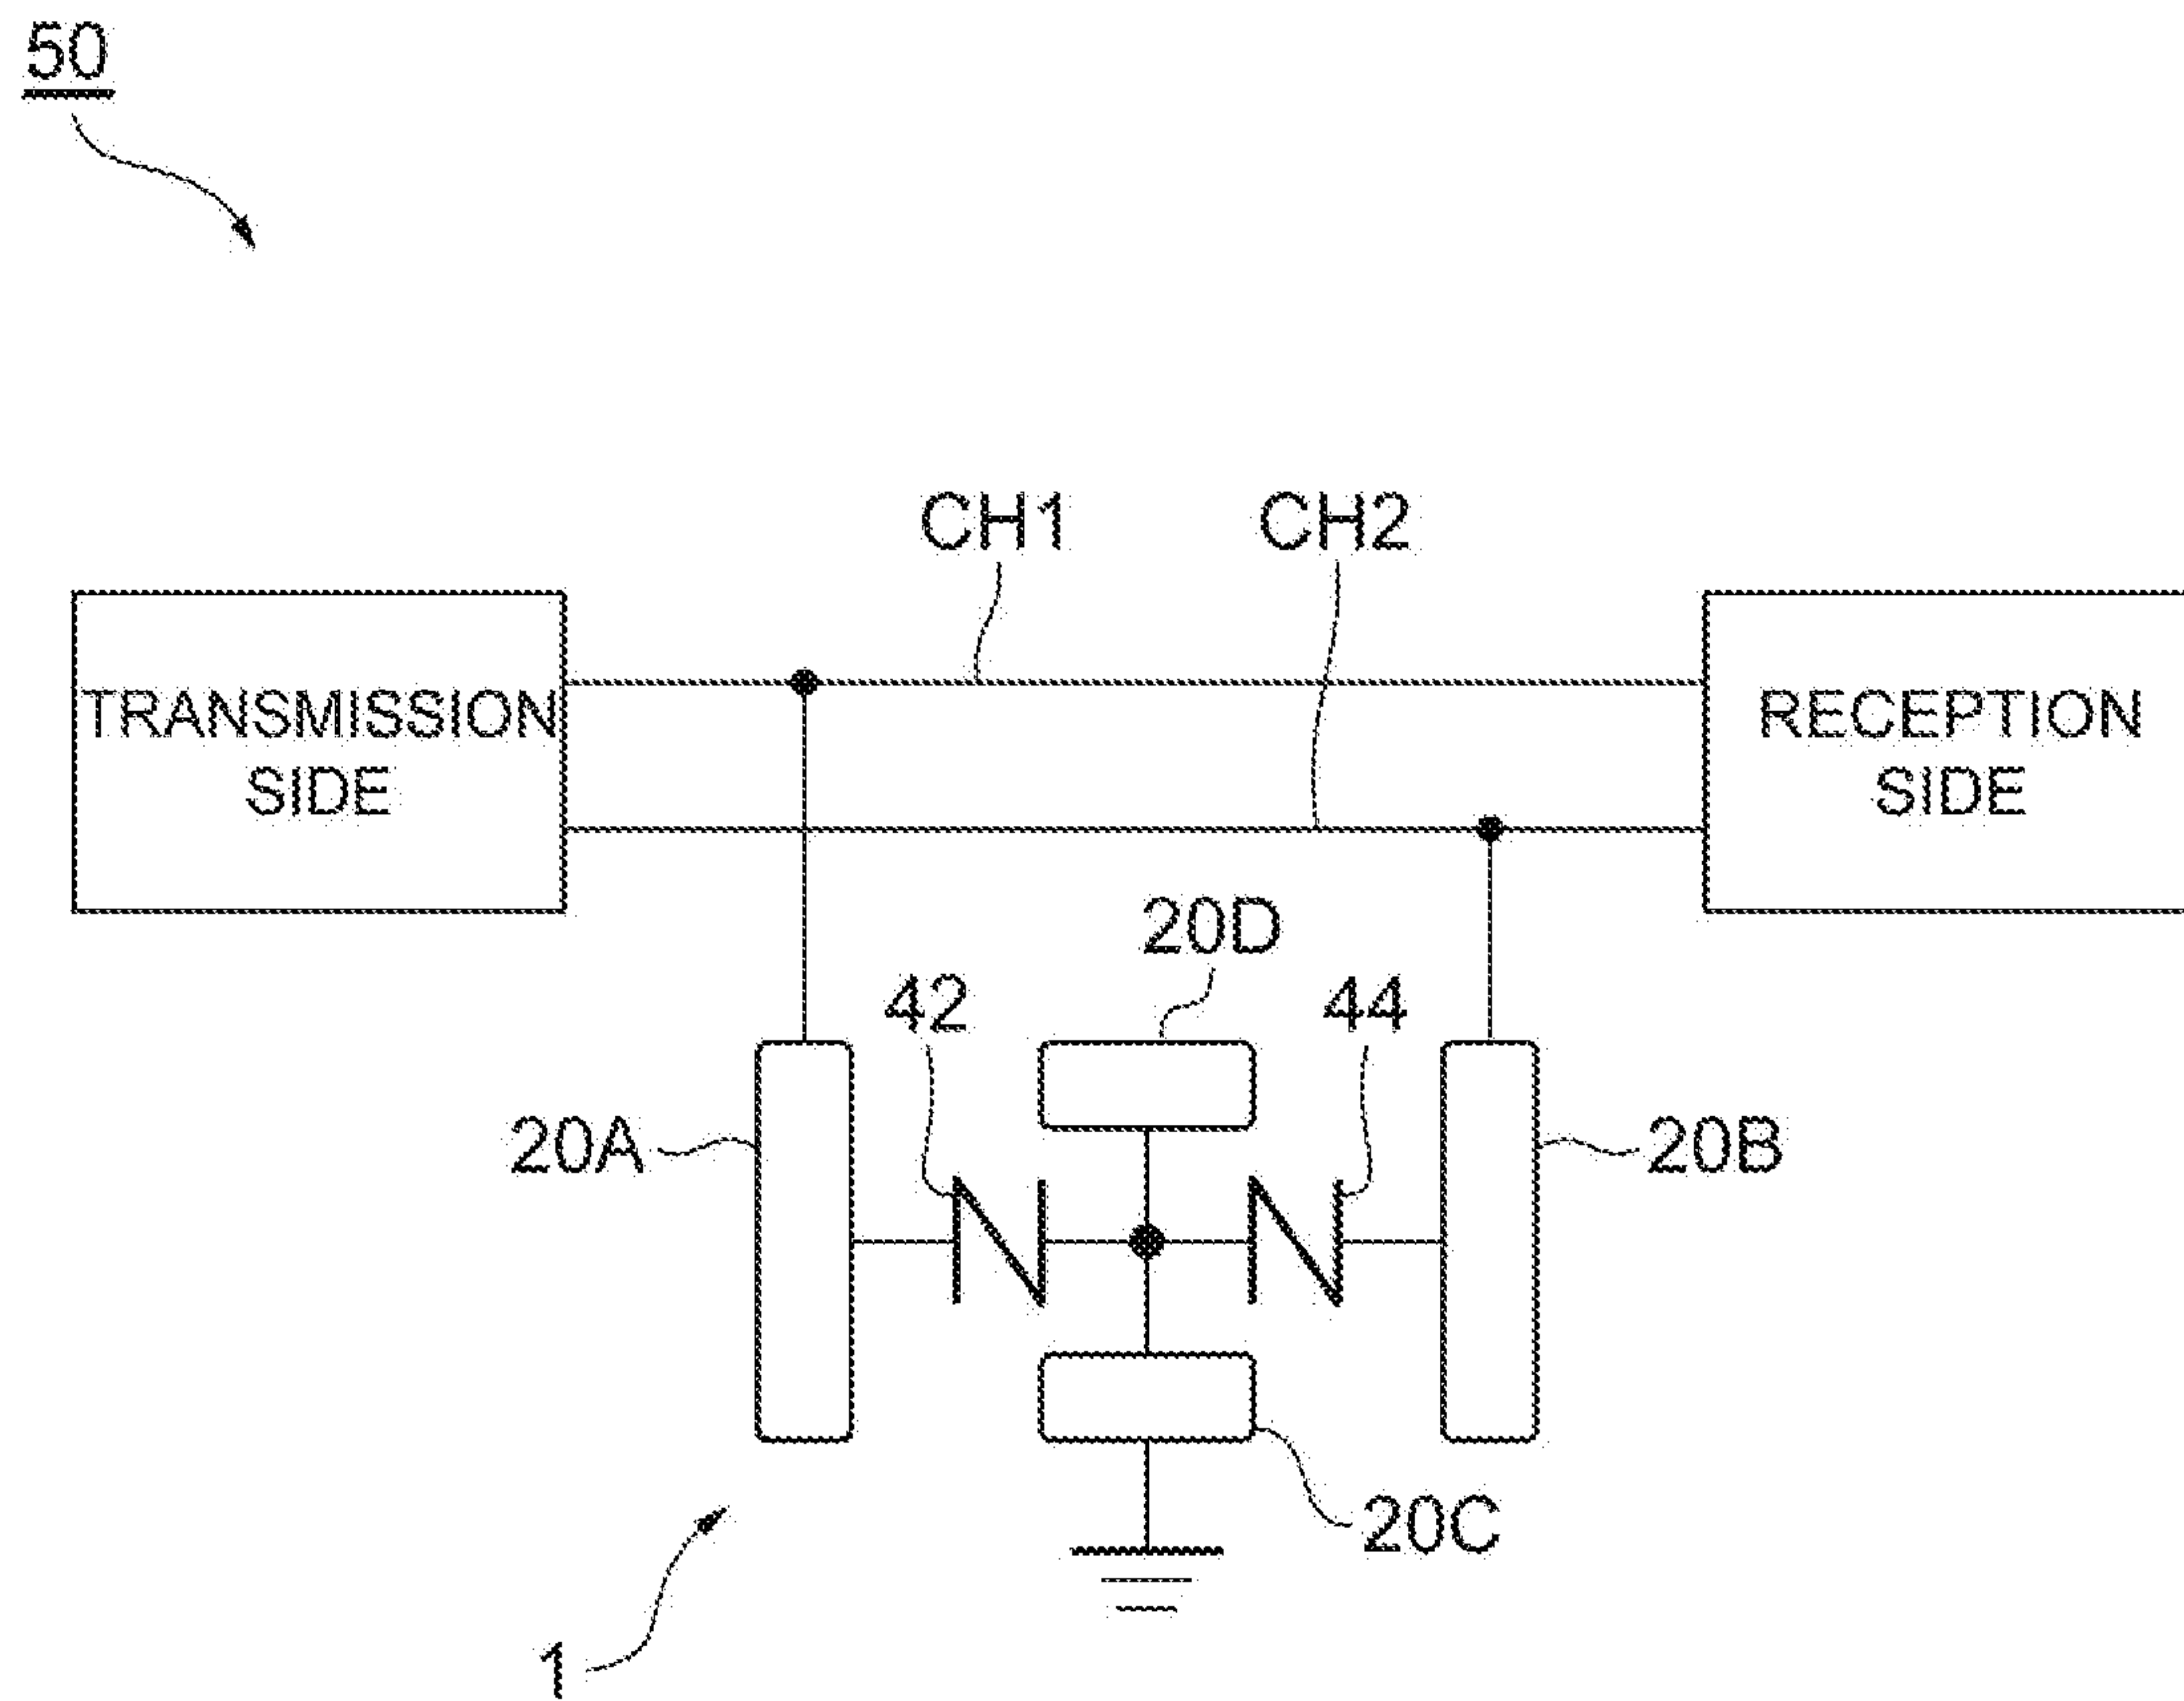 50
CH1 CH2
TRANSMISSION
SIDE
RECEPTION
SIDE
20D
42 44
20A 20B
20C
1